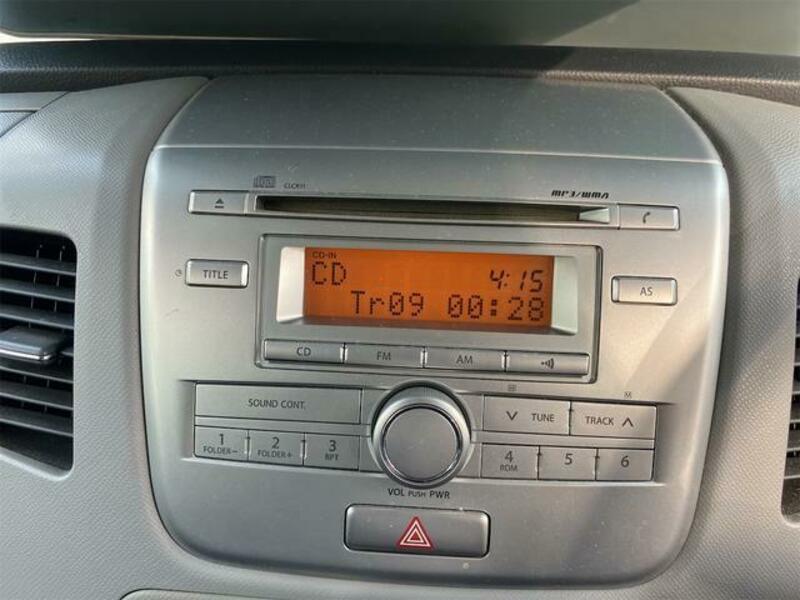 CLCR11
MP3/WMA
TITLE
CD-IN
CD 4:15
Tr09 00:28
AS
CD FM AM
SOUND CONT.
TUNE TRACK
M
1 FOLDER-
2 FOLDER+
3 RPT
4 RDM
5
6
VOL PUSH PWR